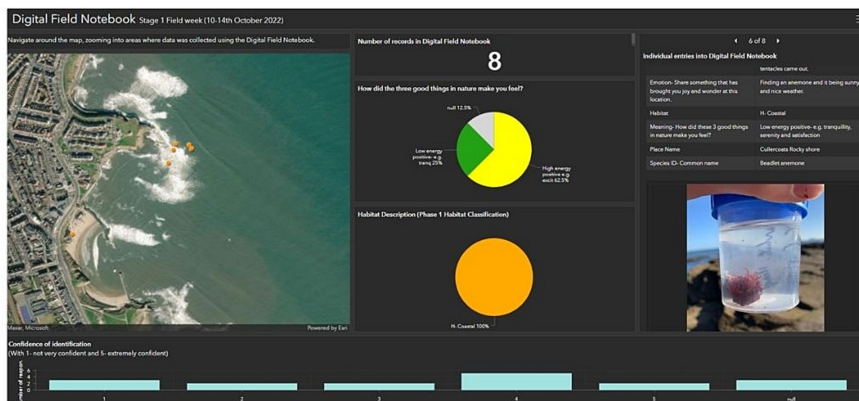 Digital Field Notebook Stage 1 Field week (10-14th October 2022)
Navigate around the map, zooming into areas where data was collected using the Digital Field Notebook.
Maxar, Microsoft
Powered by Esri
Number of records in Digital Field Notebook
8
How did the three good things in nature make you feel?
null 12.5%
Low energy
positive- e.g.
tranq 25%
High energy
positive e.g.
excit 62.5%
Habitat Description (Phase 1 Habitat Classification)
H- Coastal 100%
6 of 8
Individual entries into Digital Field Notebook
tentacles came out.
Emotion- Share something that has
brought you joy and wonder at this
location.
Finding an anemone and it being sunny
and nice weather.
Habitat
H- Coastal
Meaning- How did these 3 good things
in nature make you feel?
Low energy positive- e.g. tranquillity,
serenity and satisfaction
Place Name
Cullercoats Rocky shore
Species ID- Common name
Beadlet anemone
Confidence of identification
(With 1- not very confident and 5- extremely confident)
6
4
2
0
1
2
3
4
5
null